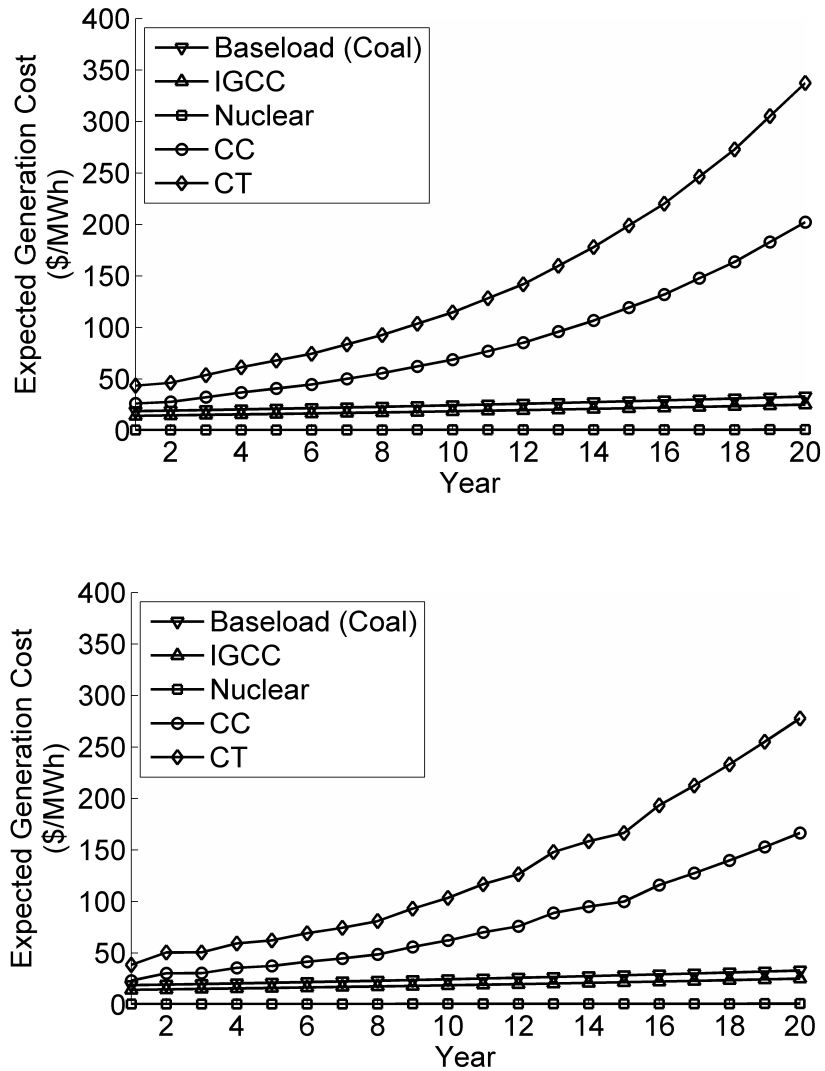 400
350
300
250
200
150
100
50
0
Expected Generation Cost
($/MWh)
Baseload (Coal)
IGCC
Nuclear
CC
CT
2 4 6 8 10 12 14 16 18 20
Year
400
350
300
250
200
150
100
50
0
Expected Generation Cost
($/MWh)
Baseload (Coal)
IGCC
Nuclear
CC
CT
2 4 6 8 10 12 14 16 18 20
Year